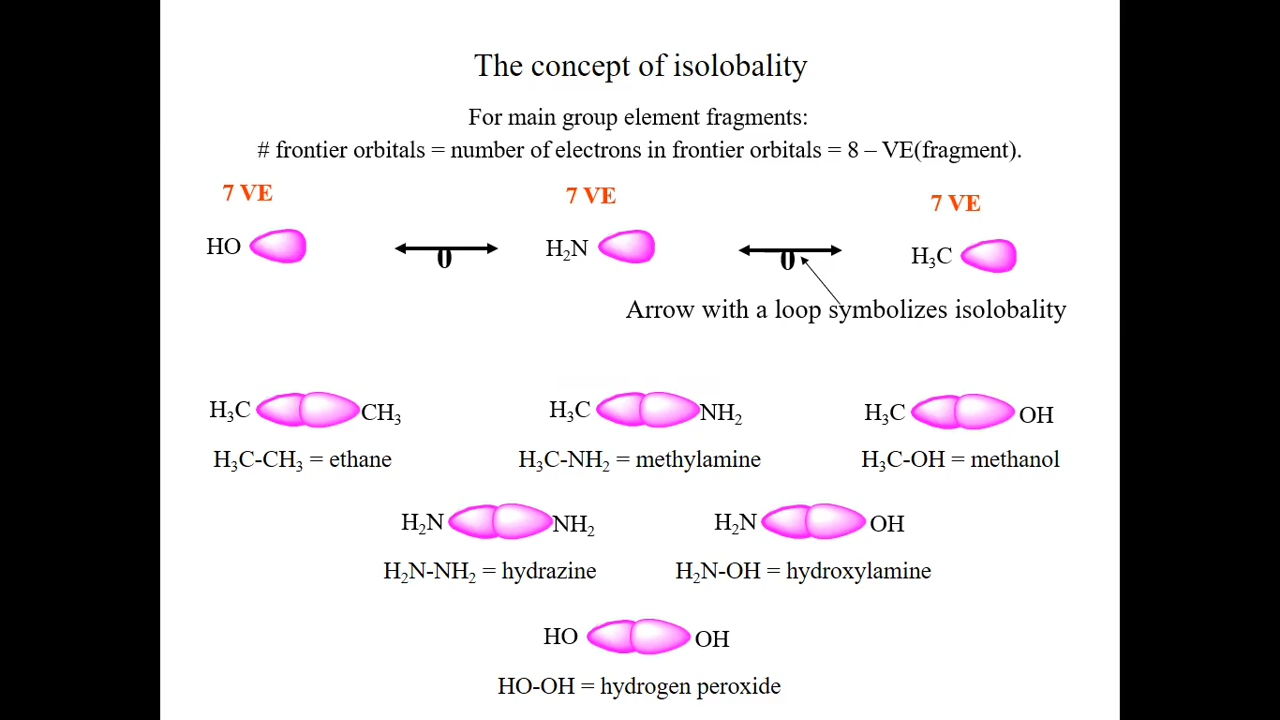 The concept of isolobality
For main group element fragments:
# frontier orbitals = number of electrons in frontier orbitals = 8 – VE(fragment).
7 VE 7 VE 7 VE
HO H₂N H₃C
0 0
Arrow with a loop symbolizes isolobality
H₃C CH₃ H₃C NH₂ H₃C OH
H₃C-CH₃ = ethane H₃C-NH₂ = methylamine H₃C-OH = methanol
H₂N NH₂ H₂N OH
H₂N-NH₂ = hydrazine H₂N-OH = hydroxylamine
HO OH
HO-OH = hydrogen peroxide